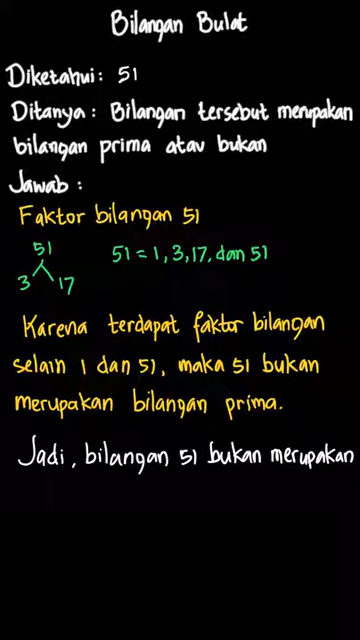 Bilangan Bulat
Diketahui : 51
Ditanya : Bilangan tersebut merupakan
bilangan prima atau bukan
Jawab :
Faktor bilangan 51
51
51 = 1, 3, 17, dan 51
3 17
Karena terdapat faktor bilangan
selain 1 dan 51, maka 51 bukan
merupakan bilangan prima.
Jadi, bilangan 51 bukan merupakan